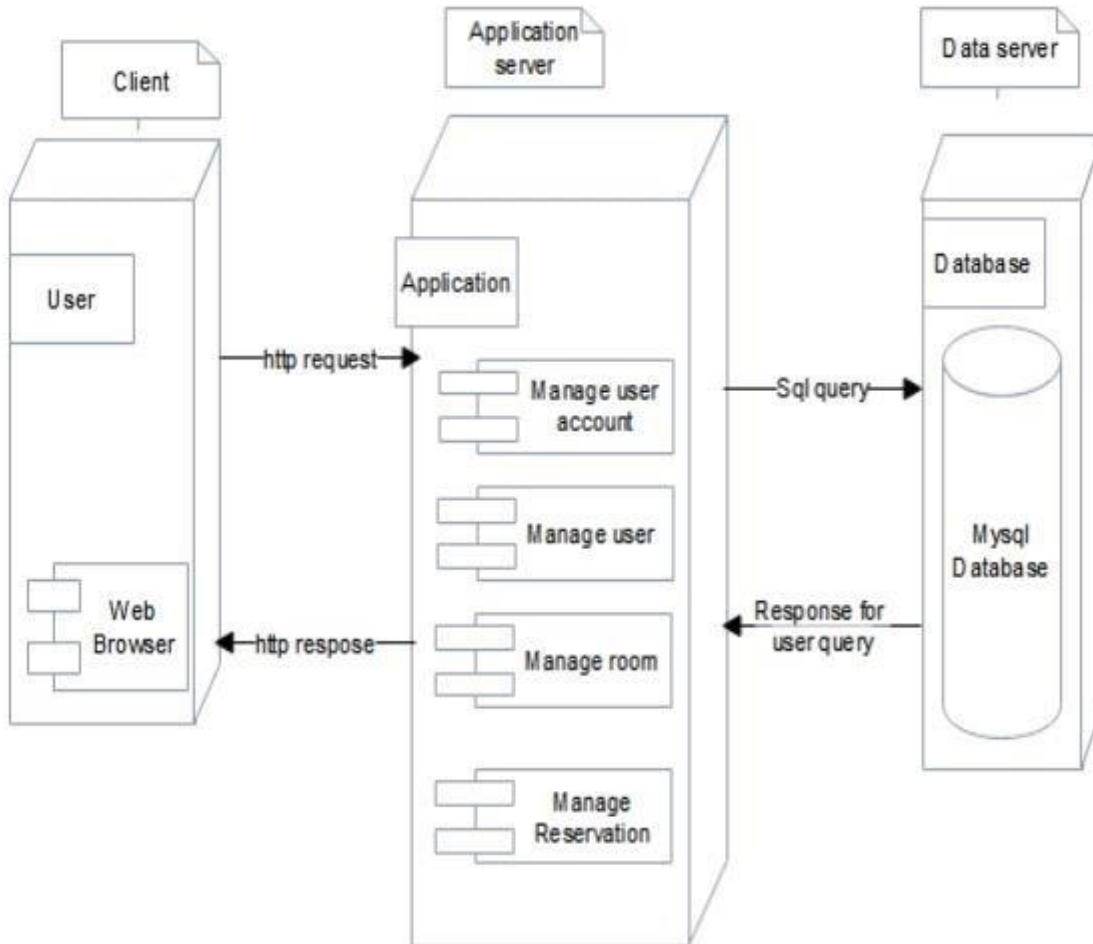 Client
Application
server
Data server
User
Application
Database
http request
Manage user
account
Sql query
Manage user
Mysql
Database
Web
Browser
http respose
Manage room
Response for
user query
Manage
Reservation